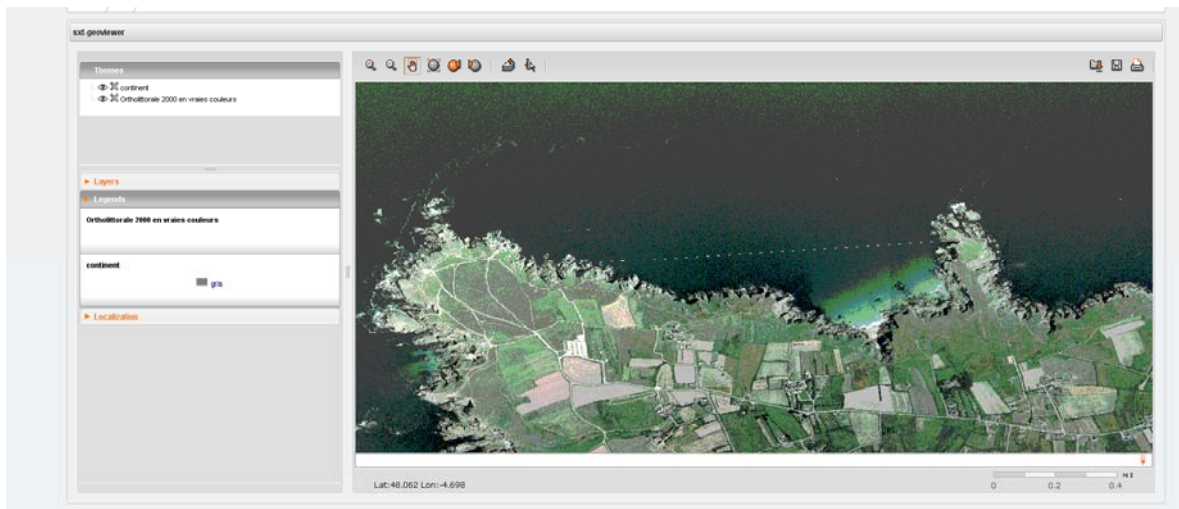 sxt-geoviewer
Themes
continent
Ortholittorale 2000 en vraies couleurs
Layers
Legends
Ortholittorale 2000 en vraies couleurs
continent
gris
Localization
Lat:48.062 Lon:-4.698
MI
0 0.2 0.4